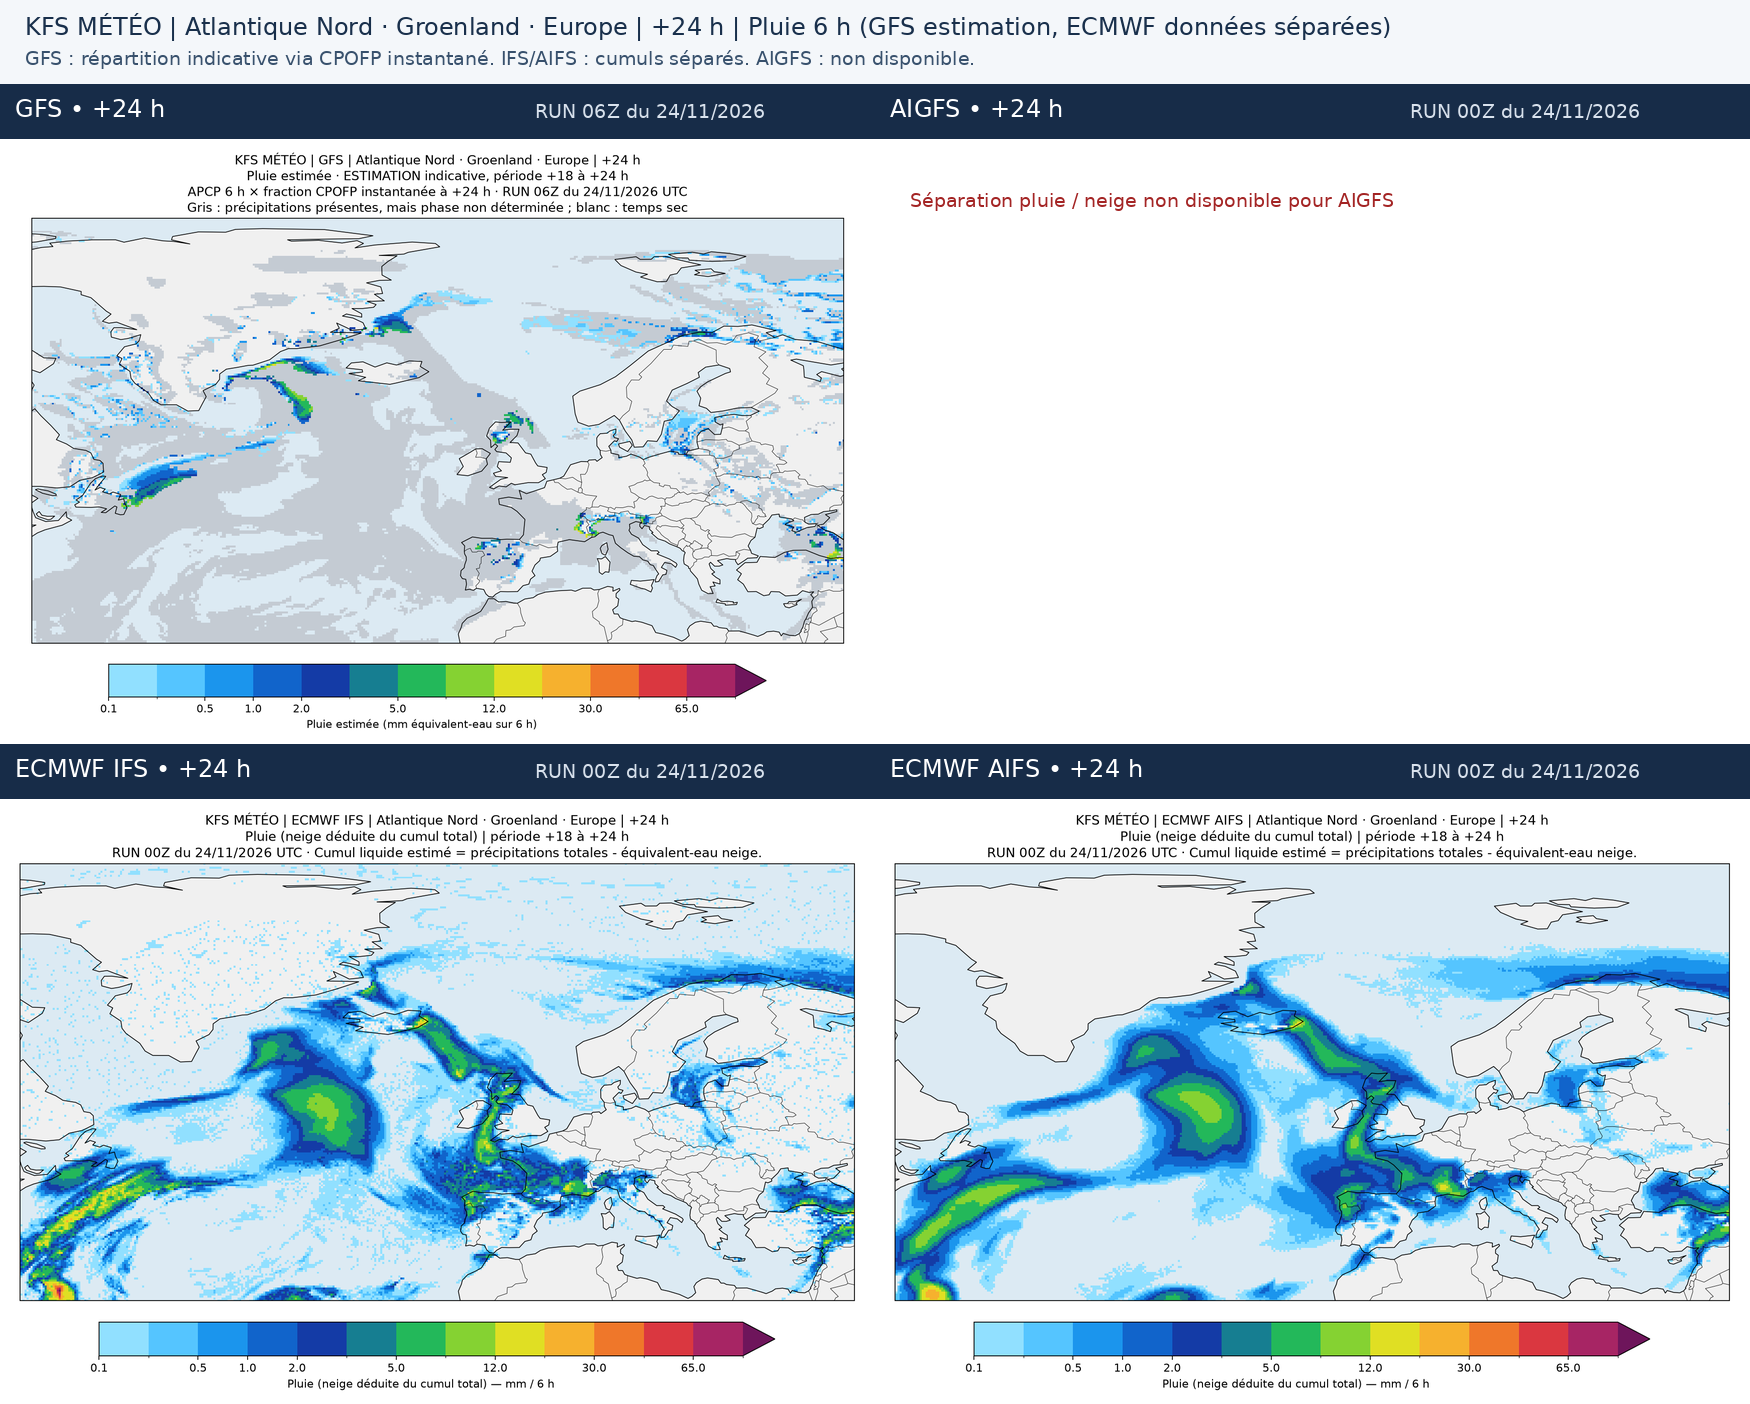 KFS MÉTÉO | Atlantique Nord · Groenland · Europe | +24 h | Pluie 6 h (GFS estimation, ECMWF données séparées)
GFS : répartition indicative via CPOFP instantané. IFS/AIFS : cumuls séparés. AIGFS : non disponible.
GFS • +24 h
RUN 06Z du 24/11/2026
AIGFS • +24 h
RUN 00Z du 24/11/2026
KFS MÉTÉO | GFS | Atlantique Nord · Groenland · Europe | +24 h
Pluie estimée · ESTIMATION indicative, période +18 à +24 h
APCP 6 h × fraction CPOFP instantanée à +24 h · RUN 06Z du 24/11/2026 UTC
Gris : précipitations présentes, mais phase non déterminée ; blanc : temps sec
Séparation pluie / neige non disponible pour AIGFS
0.1 0.5 1.0 2.0 5.0 12.0 30.0 65.0
Pluie estimée (mm équivalent-eau sur 6 h)
ECMWF IFS • +24 h
RUN 00Z du 24/11/2026
ECMWF AIFS • +24 h
RUN 00Z du 24/11/2026
KFS MÉTÉO | ECMWF IFS | Atlantique Nord · Groenland · Europe | +24 h
Pluie (neige déduite du cumul total) | période +18 à +24 h
RUN 00Z du 24/11/2026 UTC · Cumul liquide estimé = précipitations totales - équivalent-eau neige.
0.1 0.5 1.0 2.0 5.0 12.0 30.0 65.0
Pluie (neige déduite du cumul total) — mm / 6 h
KFS MÉTÉO | ECMWF AIFS | Atlantique Nord · Groenland · Europe | +24 h
Pluie (neige déduite du cumul total) | période +18 à +24 h
RUN 00Z du 24/11/2026 UTC · Cumul liquide estimé = précipitations totales - équivalent-eau neige.
0.1 0.5 1.0 2.0 5.0 12.0 30.0 65.0
Pluie (neige déduite du cumul total) — mm / 6 h